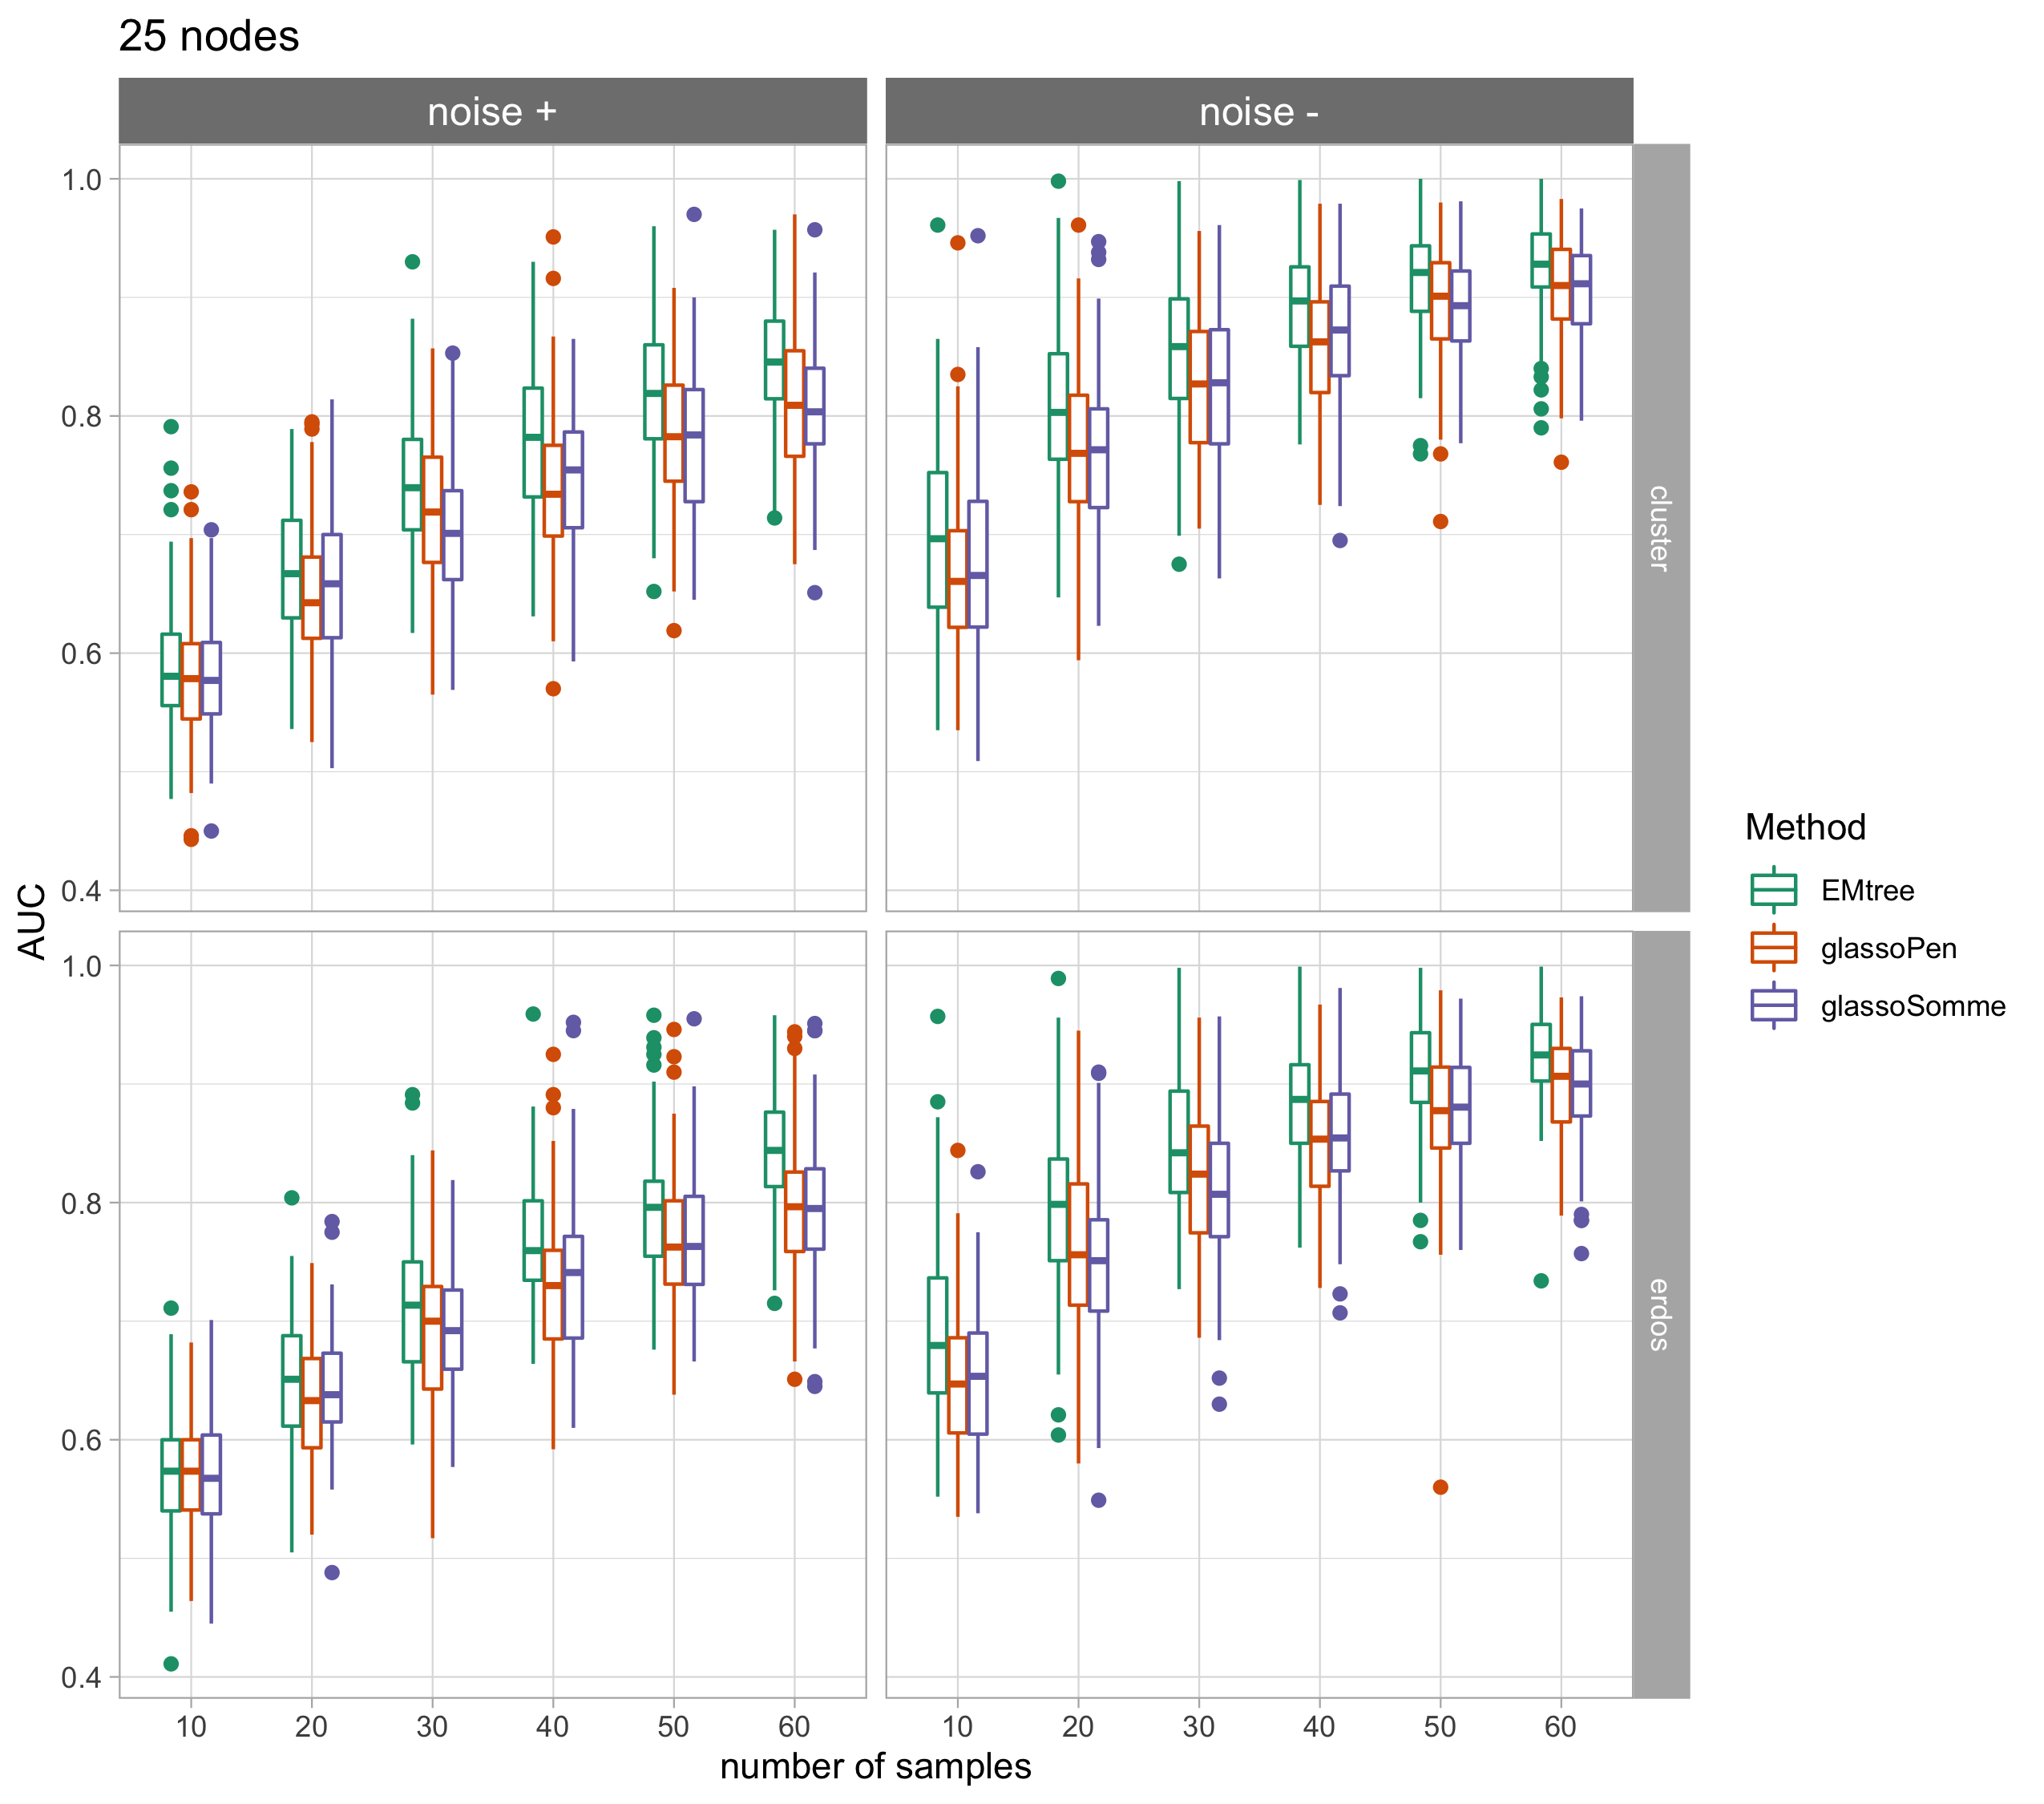 25 nodes
noise +
noise -
1.0
0.8
0.6
0.4
cluster
AUC
1.0
0.8
0.6
0.4
erdos
10 20 30 40 50 60
10 20 30 40 50 60
number of samples
Method
EMtree
glassoPen
glassoSomme